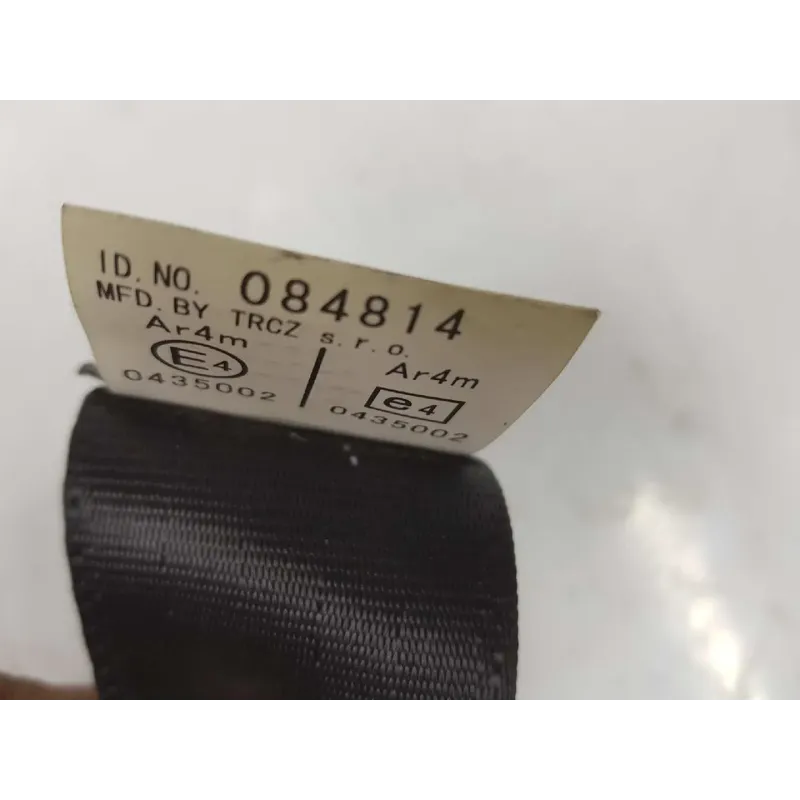 ID. NO. 084814
MFD. BY TRCZ s.r.o.
Ar4m
E4
0435002
Ar4m
e4
0435002